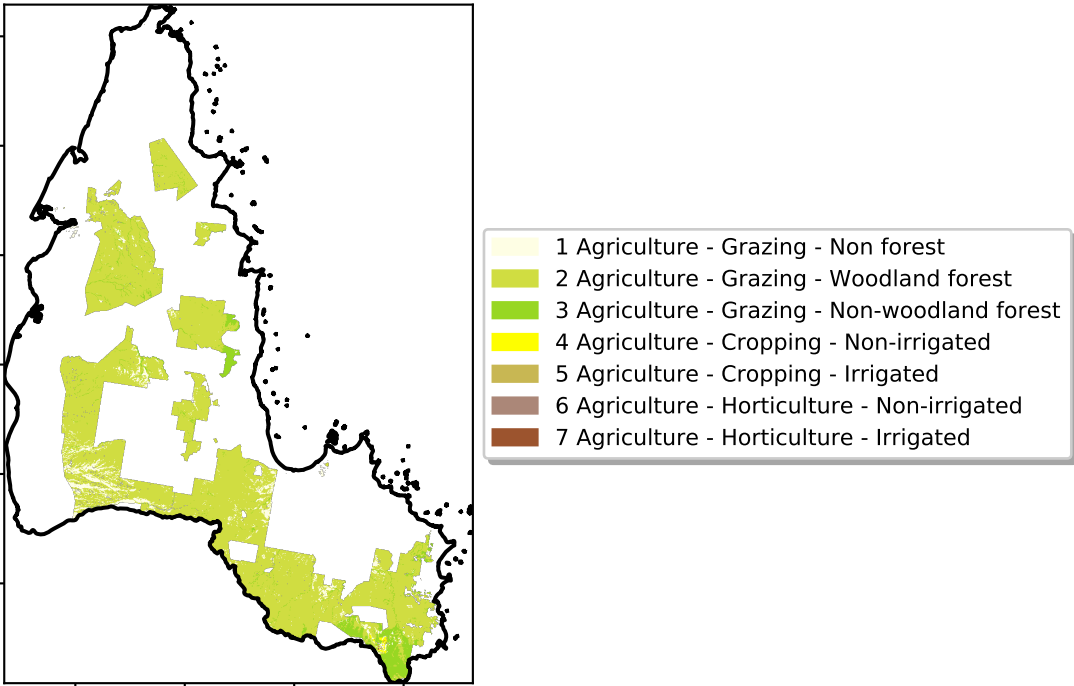 1 Agriculture - Grazing - Non forest
2 Agriculture - Grazing - Woodland forest
3 Agriculture - Grazing - Non-woodland forest
4 Agriculture - Cropping - Non-irrigated
5 Agriculture - Cropping - Irrigated
6 Agriculture - Horticulture - Non-irrigated
7 Agriculture - Horticulture - Irrigated